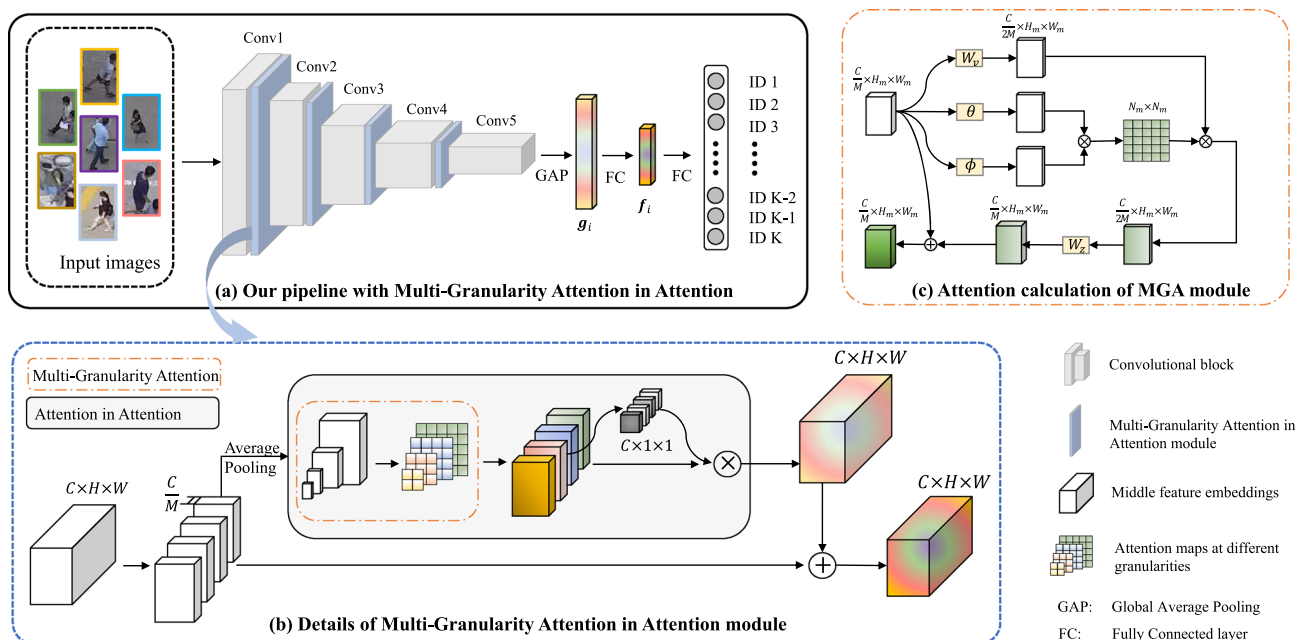 Conv1
Conv2
Conv3
Conv4
Conv5
ID 1
ID 2
ID 3
ID K-2
ID K-1
ID K
GAP
FC
FC
g_i
f_i
Input images
(a) Our pipeline with Multi-Granularity Attention in Attention
C/2M × H_m × W_m
C/M × H_m × W_m
W_v
θ
ϕ
N_m × N_m
C/M × H_m × W_m
C/M × H_m × W_m
C/2M × H_m × W_m
W_z
(c) Attention calculation of MGA module
Multi-Granularity Attention
Attention in Attention
Average
Pooling
C×H×W
C/M
C×1×1
C×H×W
C×H×W
(b) Details of Multi-Granularity Attention in Attention module
Convolutional block
Multi-Granularity Attention in
Attention module
Middle feature embeddings
Attention maps at different
granularities
GAP: Global Average Pooling
FC: Fully Connected layer